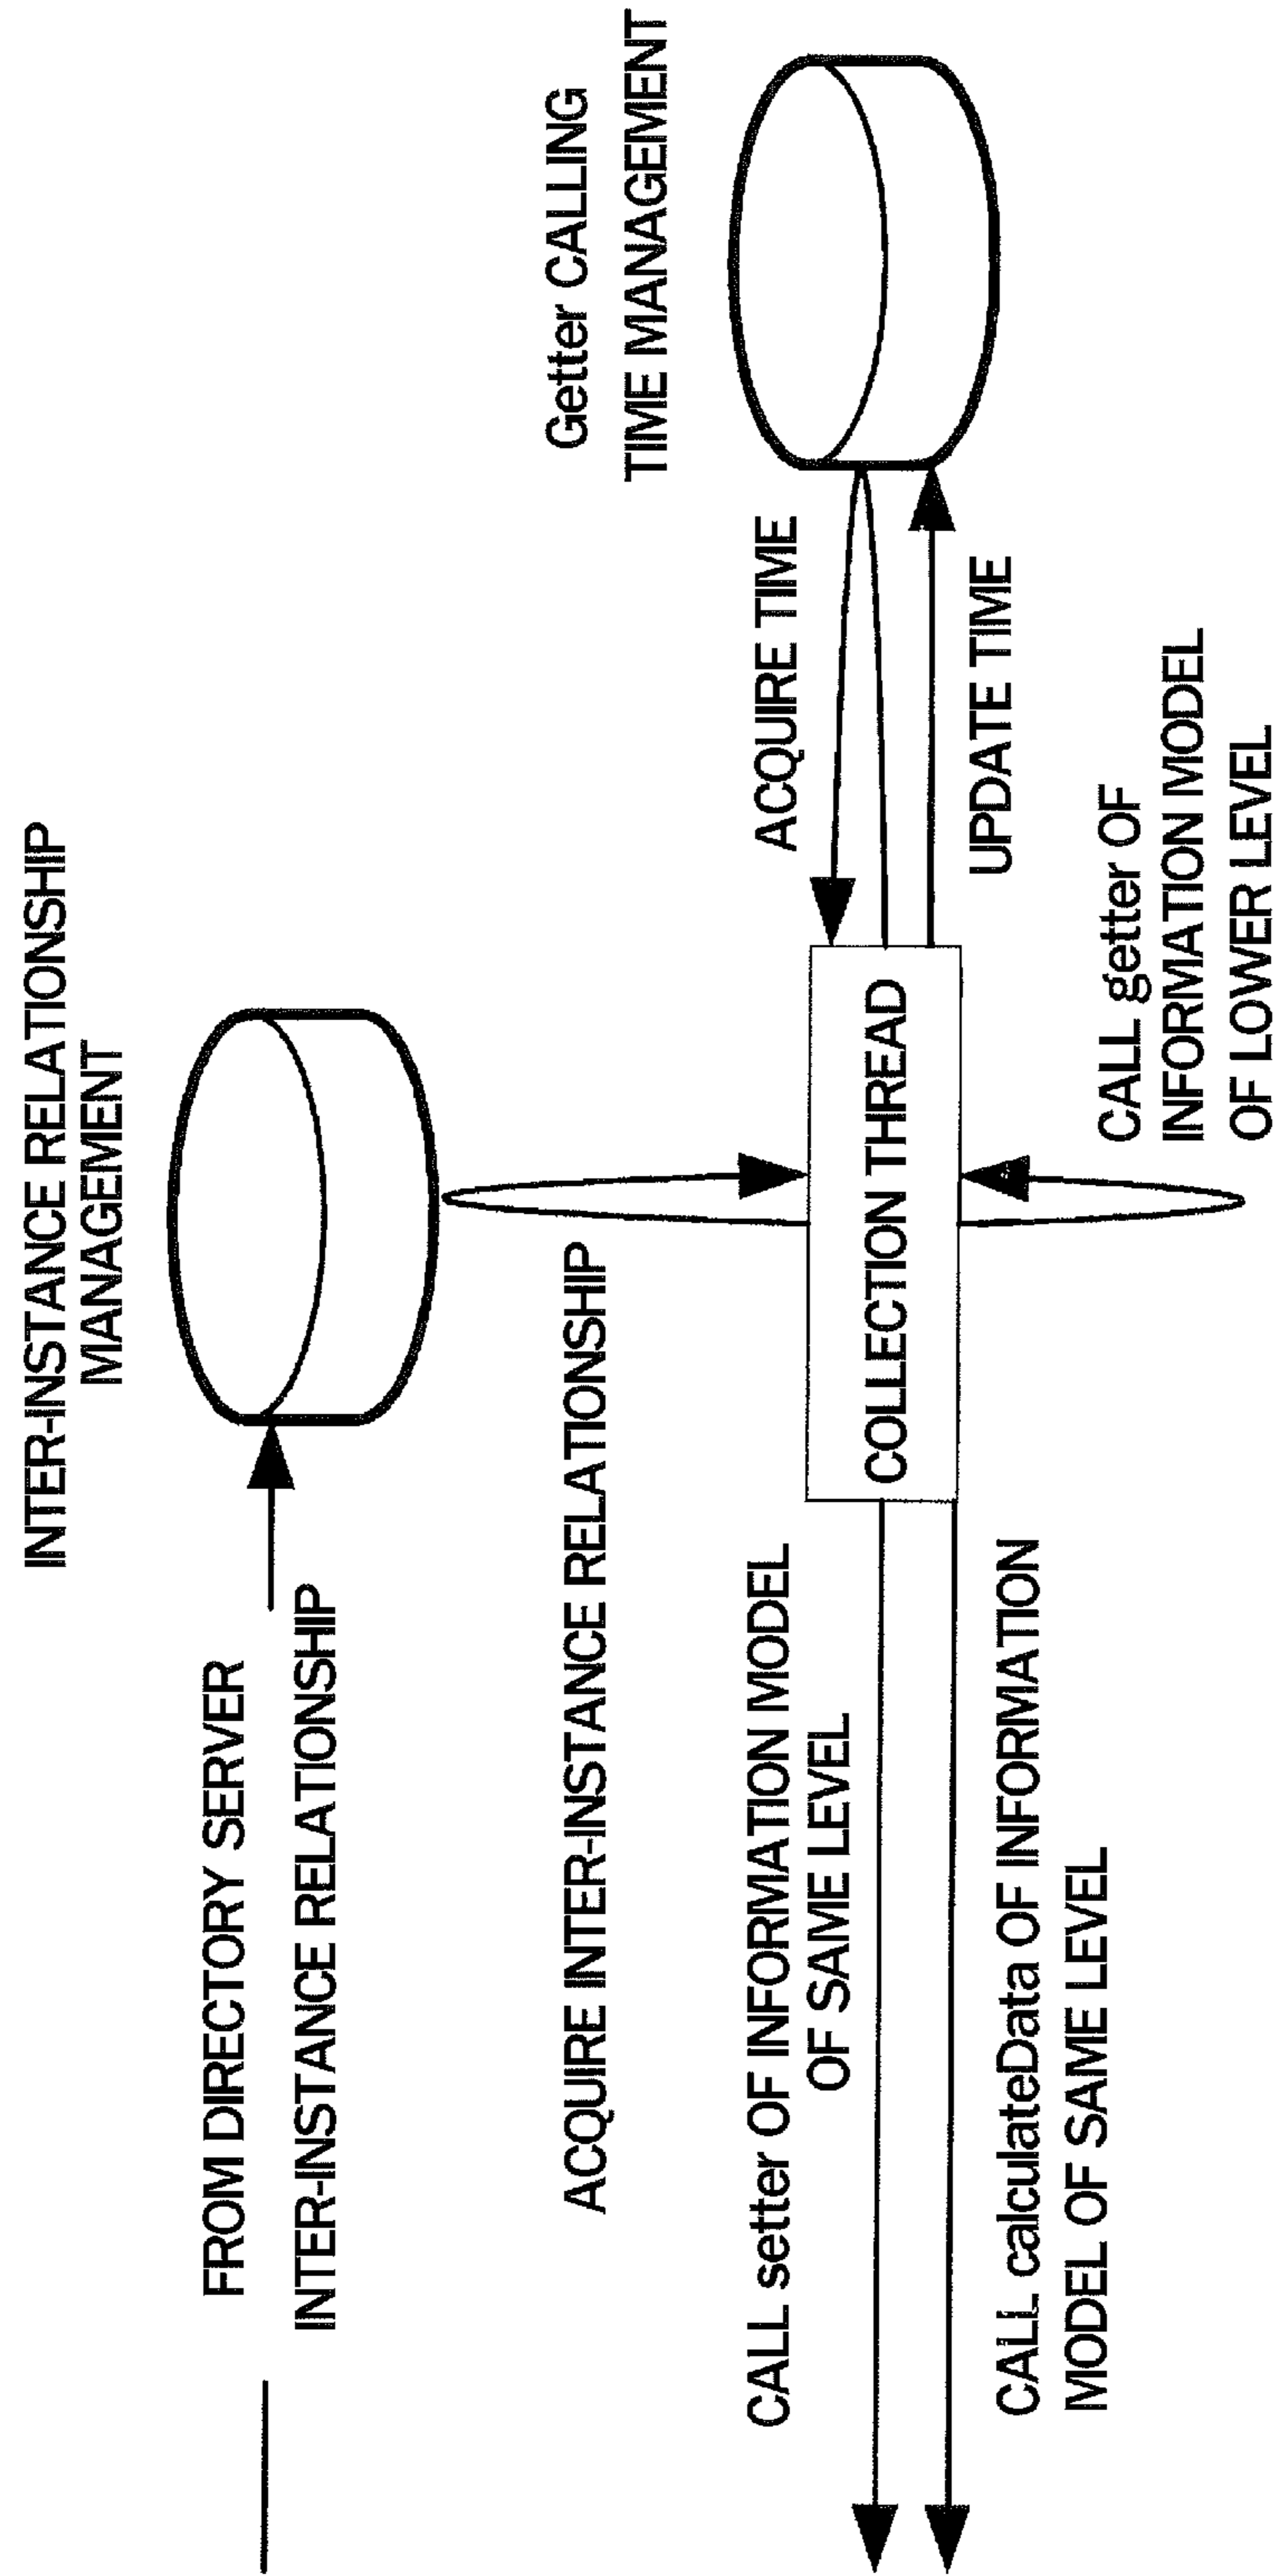 INTER-INSTANCE RELATIONSHIP
MANAGEMENT
FROM DIRECTORY SERVER
INTER-INSTANCE RELATIONSHIP
Getter CALLING
TIME MANAGEMENT
ACQUIRE INTER-INSTANCE RELATIONSHIP
CALL setter OF INFORMATION MODEL
OF SAME LEVEL
COLLECTION THREAD
ACQUIRE TIME
UPDATE TIME
CALL calculateData OF INFORMATION
MODEL OF SAME LEVEL
CALL getter OF
INFORMATION MODEL
OF LOWER LEVEL